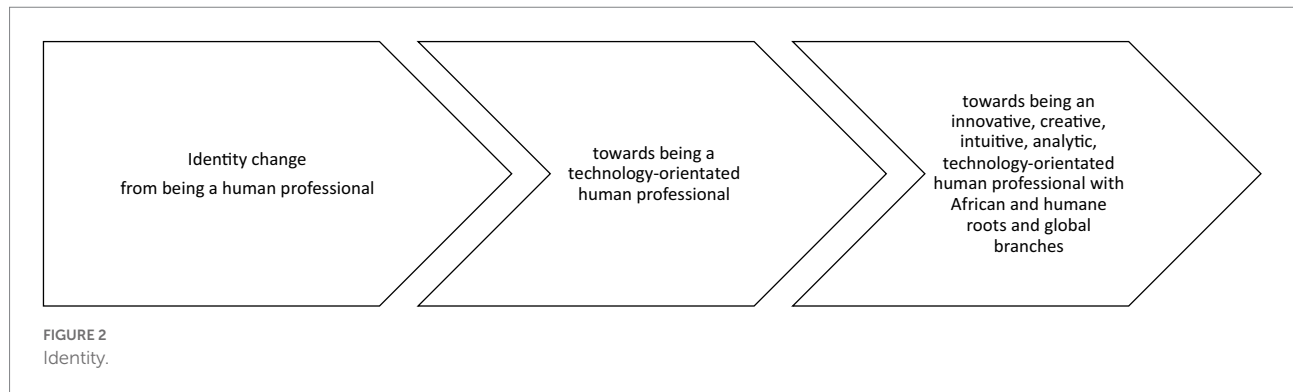 Identity change
from being a human professional
towards being a
technology-orientated
human professional
towards being an
innovative, creative,
intuitive, analytic,
technology-orientated
human professional with
African and humane
roots and global
branches
FIGURE 2
Identity.